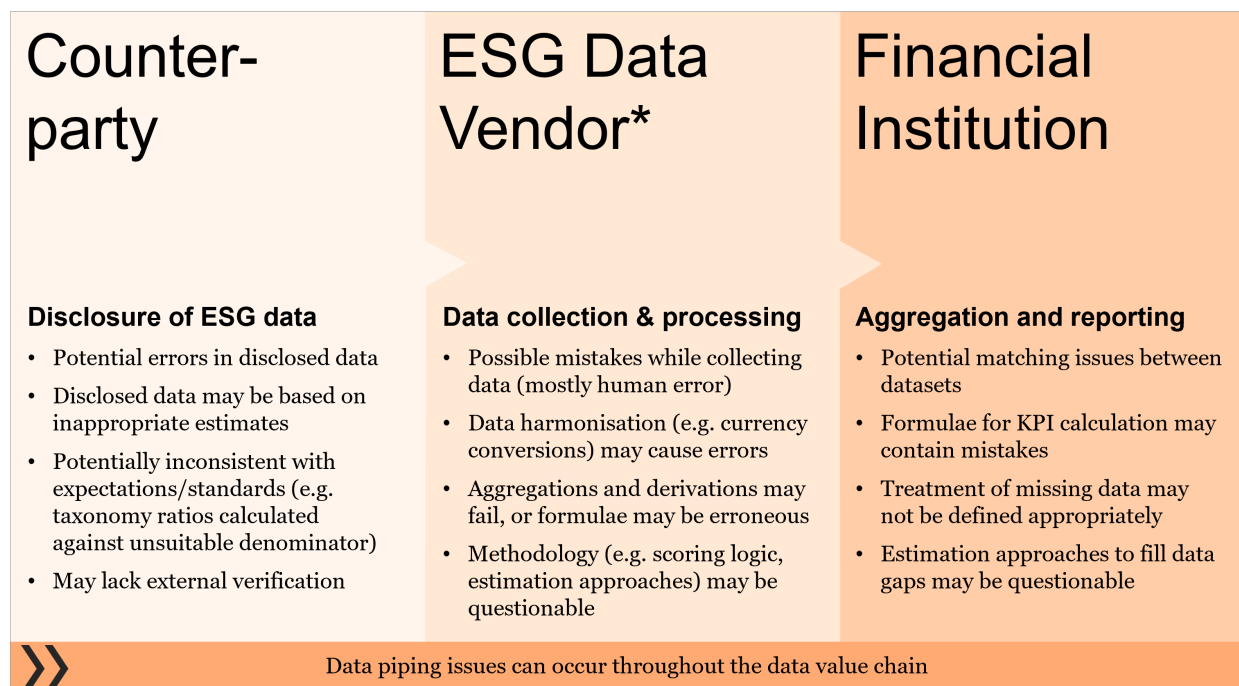 Counter-
party
Disclosure of ESG data
• Potential errors in disclosed data
• Disclosed data may be based on
inappropriate estimates
• Potentially inconsistent with
expectations/standards (e.g.
taxonomy ratios calculated
against unsuitable denominator)
• May lack external verification
ESG Data
Vendor*
Data collection & processing
• Possible mistakes while collecting
data (mostly human error)
• Data harmonisation (e.g. currency
conversions) may cause errors
• Aggregations and derivations may
fail, or formulae may be erroneous
• Methodology (e.g. scoring logic,
estimation approaches) may be
questionable
Financial
Institution
Aggregation and reporting
• Potential matching issues between
datasets
• Formulae for KPI calculation may
contain mistakes
• Treatment of missing data may
not be defined appropriately
• Estimation approaches to fill data
gaps may be questionable
Data piping issues can occur throughout the data value chain